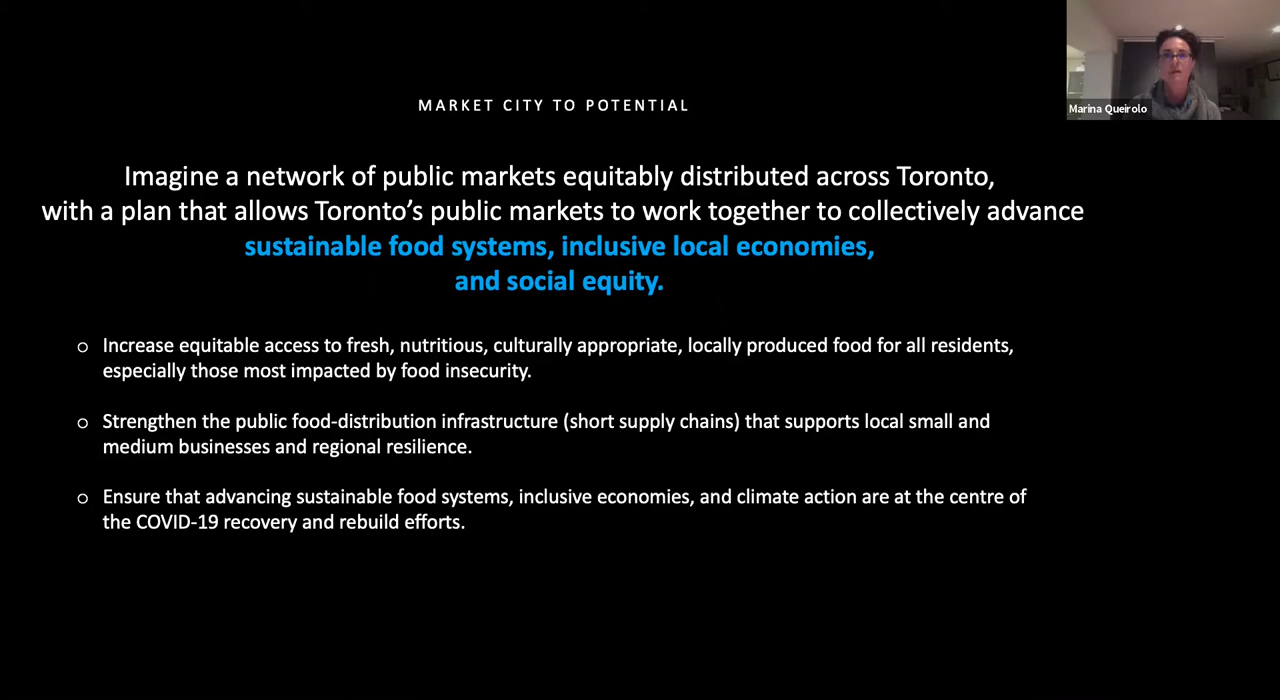 MARKET CITY TO POTENTIAL
Marina Queirolo
Imagine a network of public markets equitably distributed across Toronto,
with a plan that allows Toronto's public markets to work together to collectively advance
sustainable food systems, inclusive local economies,
and social equity.
Increase equitable access to fresh, nutritious, culturally appropriate, locally produced food for all residents,
especially those most impacted by food insecurity.
Strengthen the public food-distribution infrastructure (short supply chains) that supports local small and
medium businesses and regional resilience.
Ensure that advancing sustainable food systems, inclusive economies, and climate action are at the centre of
the COVID-19 recovery and rebuild efforts.